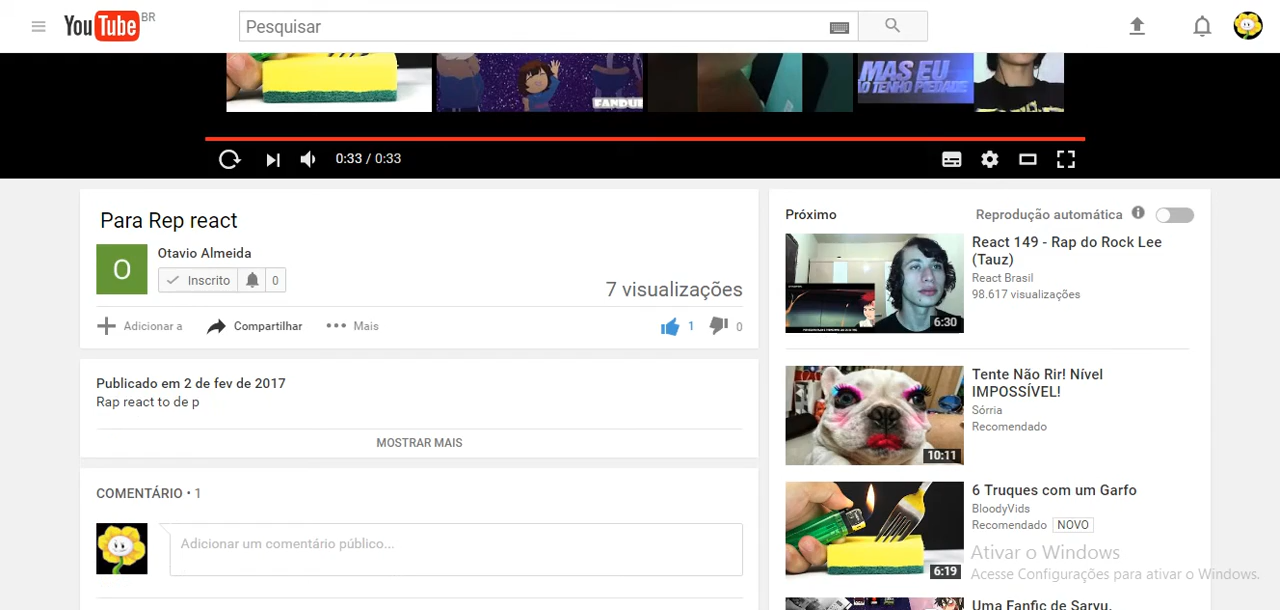 YouTube BR
Pesquisar
FANDUB
MAS EU
O TENHO PIEDADE
0:33 / 0:33
Para Rep react
O
Otavio Almeida
Inscrito 0
7 visualizações
Adicionar a Compartilhar Mais 1 0
Publicado em 2 de fev de 2017
Rap react to de p
MOSTRAR MAIS
COMENTÁRIO • 1
Adicionar um comentário público...
Próximo Reprodução automática
React 149 - Rap do Rock Lee
(Tauz)
React Brasil
98.617 visualizações
6:30
Tente Não Rir! Nível
IMPOSSÍVEL!
Sórria
Recomendado
10:11
6 Truques com um Garfo
BloodyVids
Recomendado NOVO
6:19
Ativar o Windows
Acesse Configurações para ativar o Windows.
Uma Fanfic de Saryu.